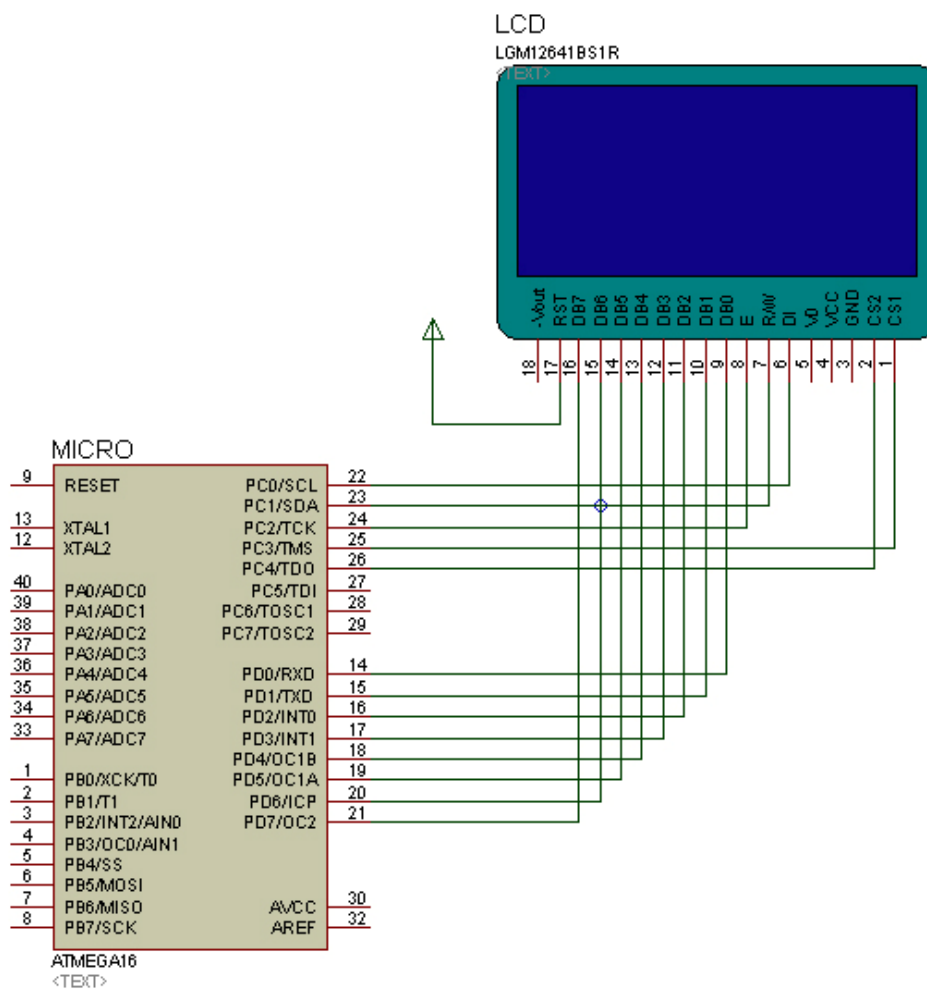 LCD
LGM12641BS1R
<TEXT>
-Vout RST DB7 DB6 DB5 DB4 DB3 DB2 DB1 DB0 E R/W DI V0 VCC GND CS2 CS1
18 17 16 15 14 13 12 11 10 9 8 7 6 5 4 3 2 1
MICRO
9 RESET PC0/SCL 22
PC1/SDA 23
13 XTAL1 PC2/TCK 24
12 XTAL2 PC3/TMS 25
PC4/TDO 26
40 PA0/ADC0 PC5/TDI 27
39 PA1/ADC1 PC6/TOSC1 28
38 PA2/ADC2 PC7/TOSC2 29
37 PA3/ADC3
36 PA4/ADC4 PD0/RXD 14
35 PA5/ADC5 PD1/TXD 15
34 PA6/ADC6 PD2/INT0 16
33 PA7/ADC7 PD3/INT1 17
PD4/OC1B 18
1 PB0/XCK/T0 PD5/OC1A 19
2 PB1/T1 PD6/ICP 20
3 PB2/INT2/AIN0 PD7/OC2 21
4 PB3/OC0/AIN1
5 PB4/SS
6 PB5/MOSI
7 PB6/MISO AVCC 30
8 PB7/SCK AREF 32
ATMEGA16
<TEXT>